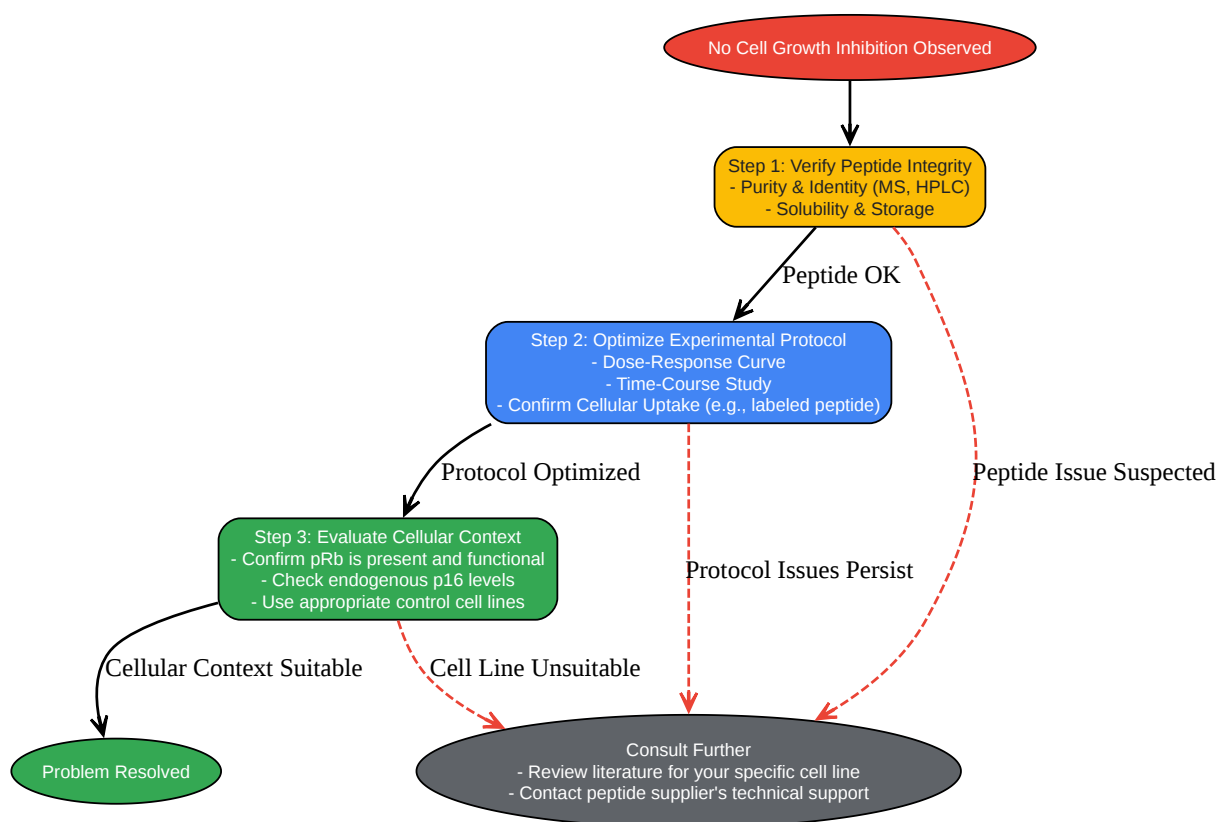 No Cell Growth Inhibition Observed
Step 1: Verify Peptide Integrity
- Purity & Identity (MS, HPLC)
- Solubility & Storage
Peptide OK
Step 2: Optimize Experimental Protocol
- Dose-Response Curve
- Time-Course Study
- Confirm Cellular Uptake (e.g., labeled peptide)
Protocol Optimized
Peptide Issue Suspected
Step 3: Evaluate Cellular Context
- Confirm pRb is present and functional
- Check endogenous p16 levels
- Use appropriate control cell lines
Protocol Issues Persist
Cellular Context Suitable
Cell Line Unsuitable
Problem Resolved
Consult Further
- Review literature for your specific cell line
- Contact peptide supplier's technical support